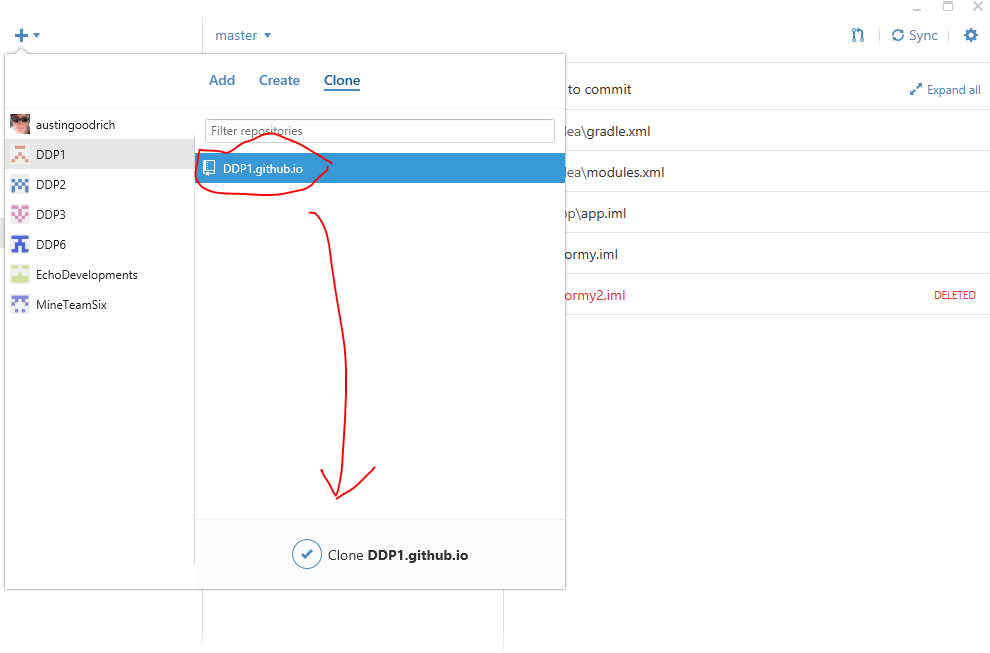 master
Sync
Add Create Clone
to commit
Expand all
austingoodrich
Filter repositories
DDP1
DDP1.github.io
DDP2
DDP3
DDP6
EchoDevelopments
MineTeamSix
ea\gradle.xml
ea\modules.xml
p\app.iml
ormy.iml
ormy2.iml DELETED
Clone DDP1.github.io